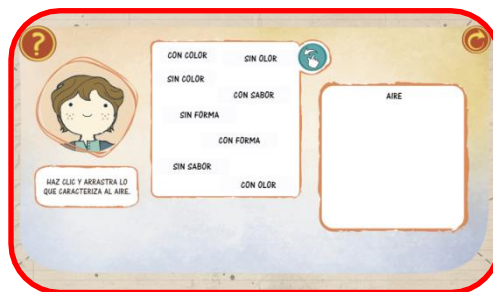 ?
CON COLOR
SIN OLOR
SIN COLOR
CON SABOR
SIN FORMA
CON FORMA
SIN SABOR
CON OLOR
AIRE
HAZ CLIC Y ARRASTRA LO
QUE CARACTERIZA AL AIRE.